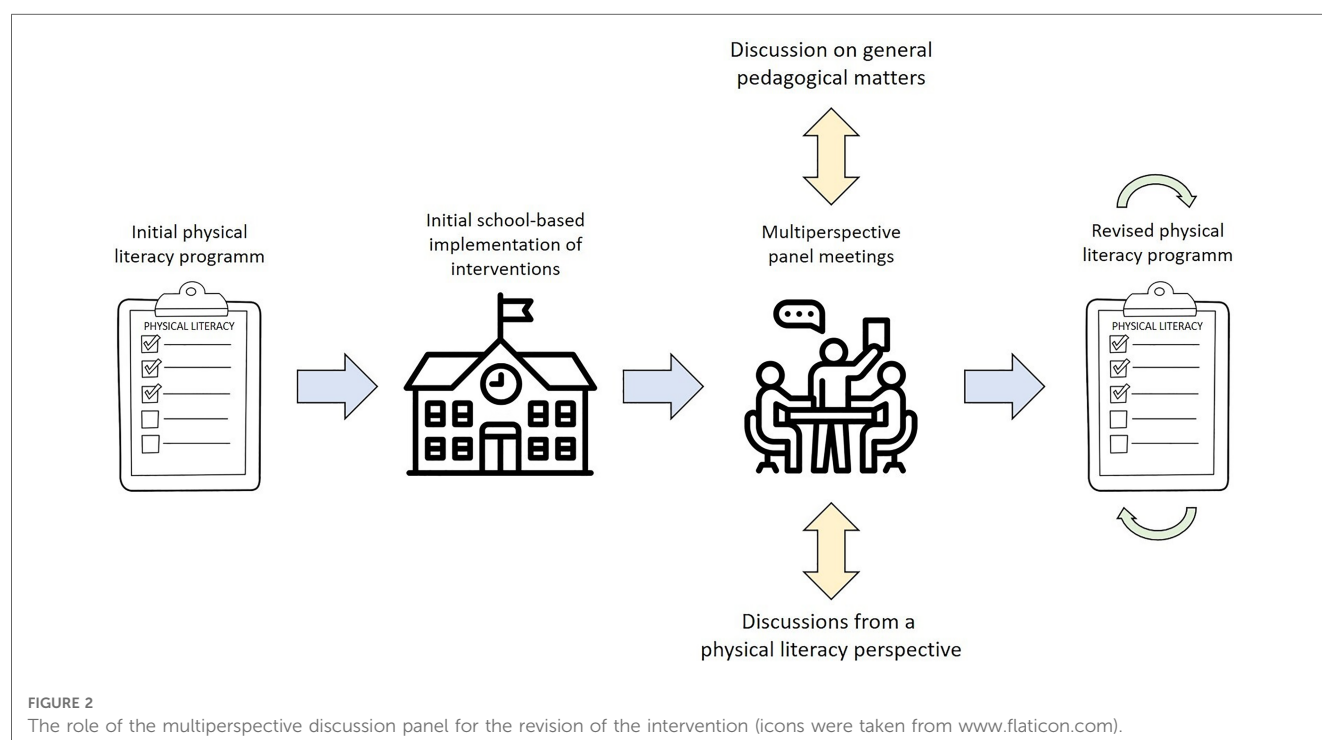 Discussion on general
pedagogical matters
Initial physical
literacy programm
Initial school-based
implementation of
interventions
Multiperspective
panel meetings
Revised physical
literacy programm
PHYSICAL LITERACY
PHYSICAL LITERACY
Discussions from a
physical literacy perspective
FIGURE 2
The role of the multiperspective discussion panel for the revision of the intervention (icons were taken from www.flaticon.com).